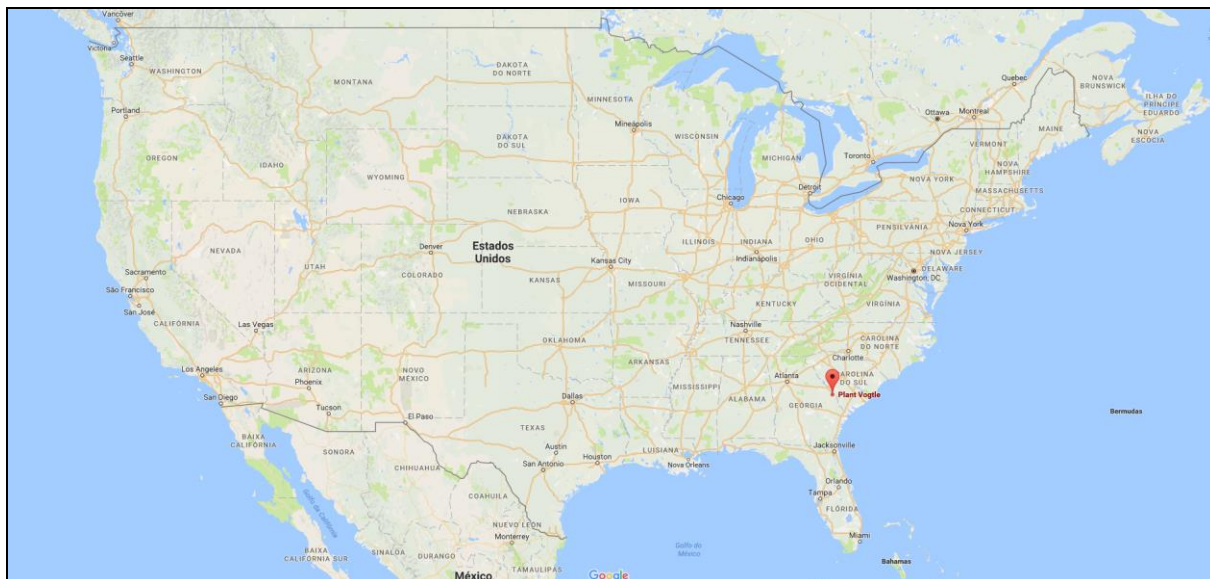 Vancôver
Victoria
Seattle
WASHINGTON
Portland
OREGON
IDAHO
MONTANA
DAKOTA
DO NORTE
DAKOTA
DO SUL
WYOMING
MINNESOTA
Mineápolis
WISCONSIN
MICHIGAN
Toronto
Ottawa
Montreal
Quebec
NOVA
BRUNSWICK
ILHA DO
PRÍNCIPE
EDUARDO
NOVA
ESCÓCIA
MAINE
VERMONT
NOVA
HAMPSHIRE
MASSACHUSETTS
CONNECTICUT
NOVA YORK
Nova York
PENSILVÂNIA
NOVA JERSEY
DELAWARE
Washington, DC
Detroit
Chicago
IOWA
NEBRASKA
NEVADA
UTAH
Denver
COLORADO
Estados
Unidos
Kansas City
KANSAS
MISSOURI
ILLINOIS
INDIANA
Indianápolis
OHIO
VIRGÍNIA
OCIDENTAL
VIRGÍNIA
KENTUCKY
Sacramento
São Francisco
San José
CALIFÓRNIA
Las Vegas
Los Angeles
San Diego
ARIZONA
Phoenix
Tucson
NOVO
MÉXICO
El Paso
OKLAHOMA
ARKANSAS
Nashville
TENNESSEE
CAROLINA
DO NORTE
Charlotte
CAROLINA
DO SUL
Plant Vogtle
Atlanta
GEÓRGIA
ALABAMA
MISSISSIPPI
Dallas
TEXAS
Austin
San Antonio
Houston
LUISIANA
Nova Orleans
Jacksonville
Orlando
Tampa
FLÓRIDA
Miami
Bermudas
Bahamas
BAIXA
CALIFÓRNIA
SONORA
CHIHUAHUA
COAHUILA
Golfo da Califórnia
BAIXA
CALIFÓRNIA SUL
SINALOA
DURANGO
NUEVO LEÓN
Monterrey
TAMAULIPAS
México
Golfo do
México
Google